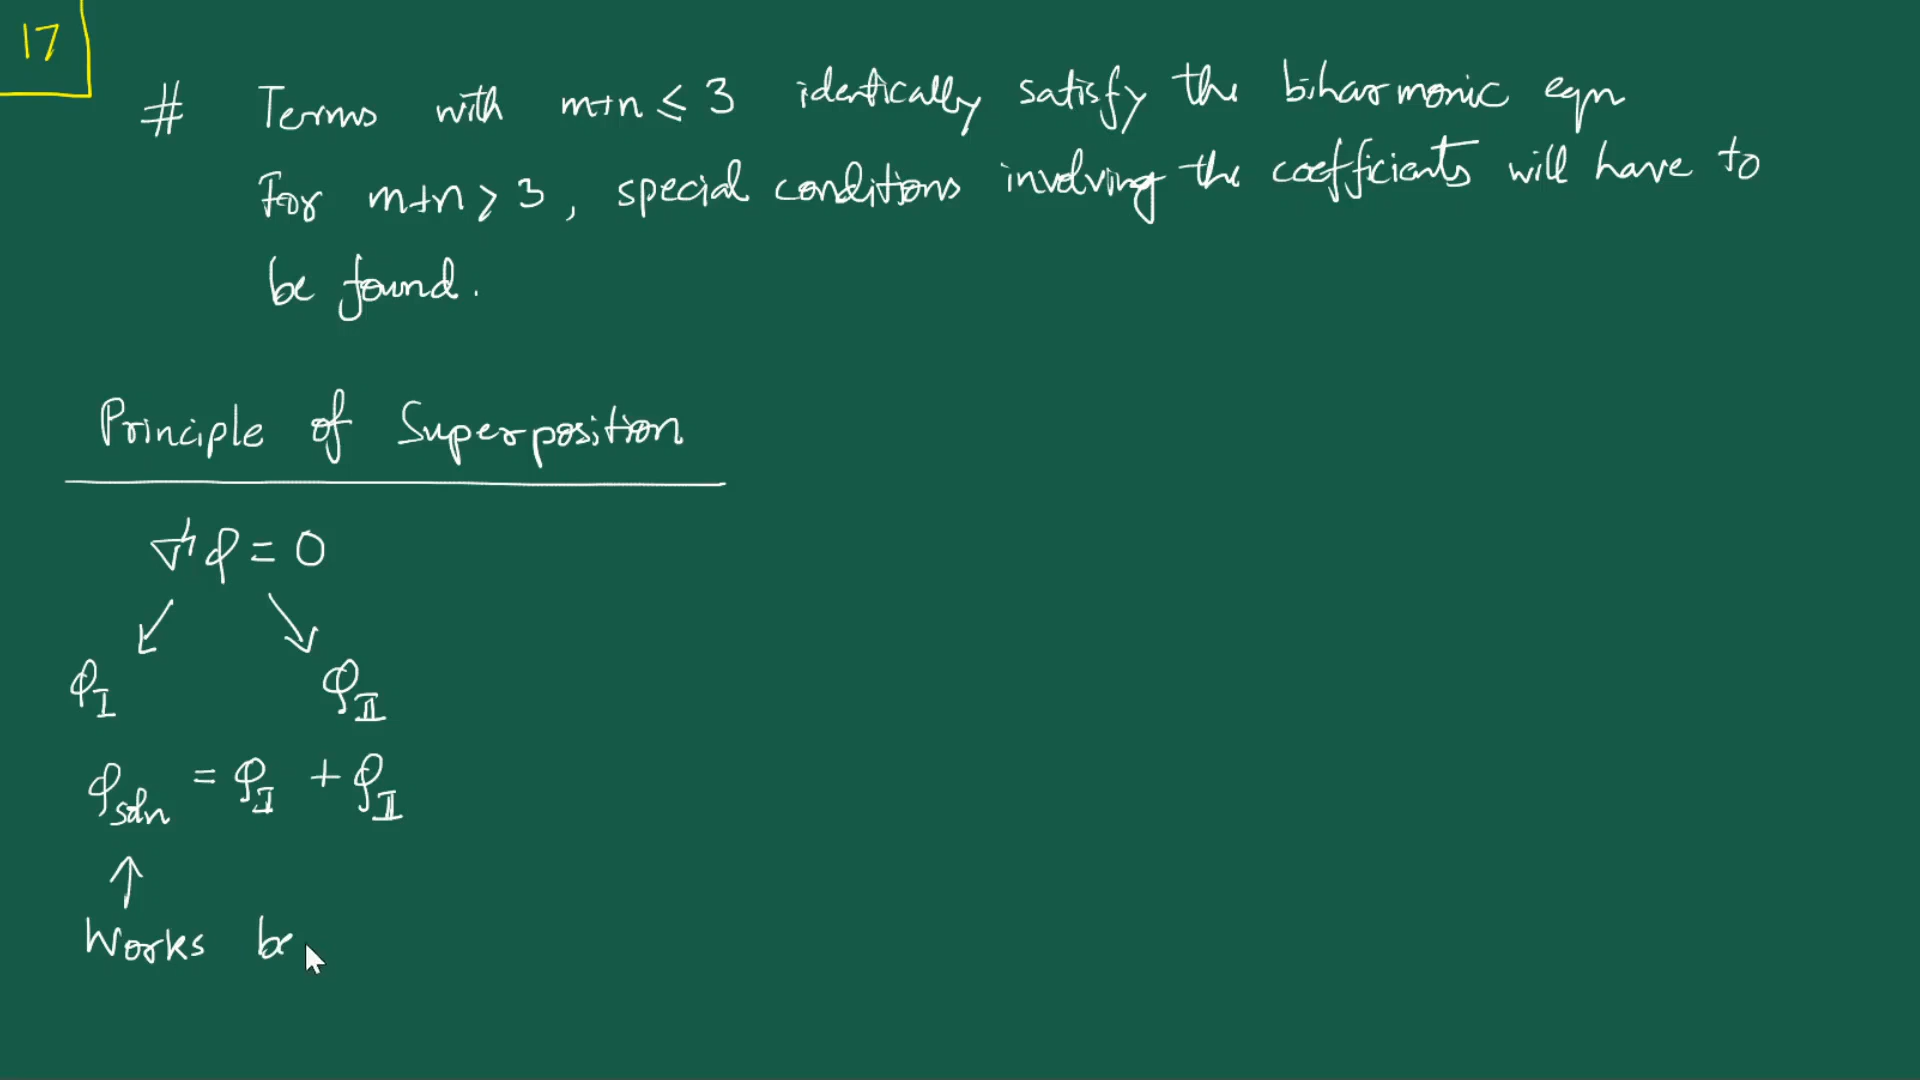 17
# Terms with m+n ≤ 3 identically satisfy the biharmonic eqn
For m+n > 3, special conditions involving the coefficients will have to
be found.
Principle of Superposition
∇⁴φ = 0
φ_I φ_II
φ_soln = φ_I + φ_II
↑
Works be